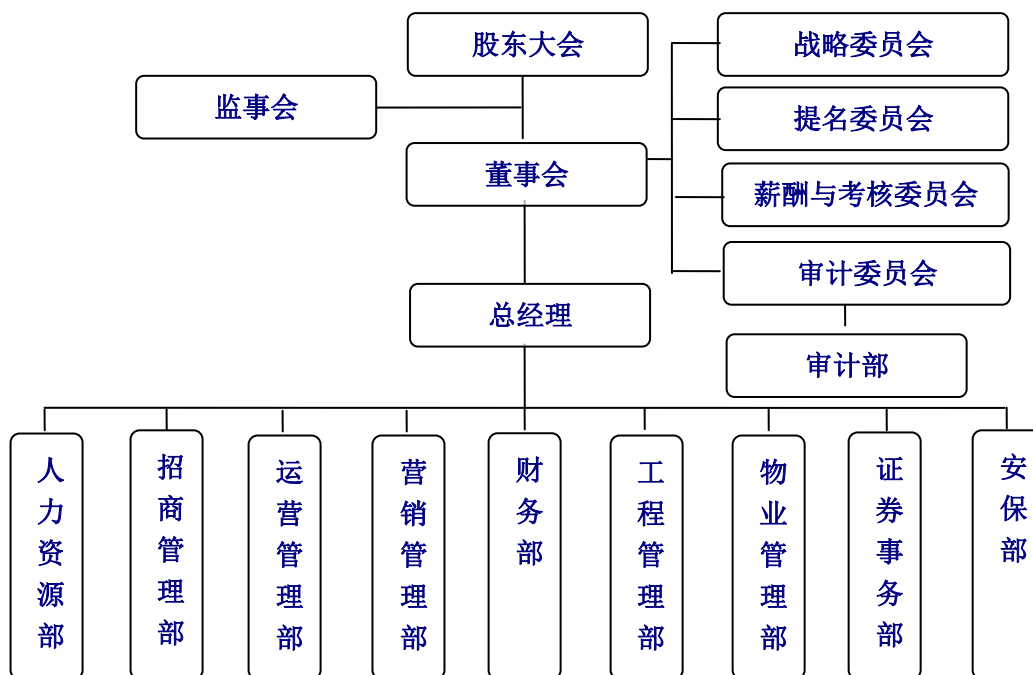 股东大会
战略委员会
监事会
提名委员会
董事会
薪酬与考核委员会
审计委员会
总经理
审计部
人力资源部
招商管理部
运营管理部
营销管理部
财务部
工程管理部
物业管理部
证券事务部
安保部